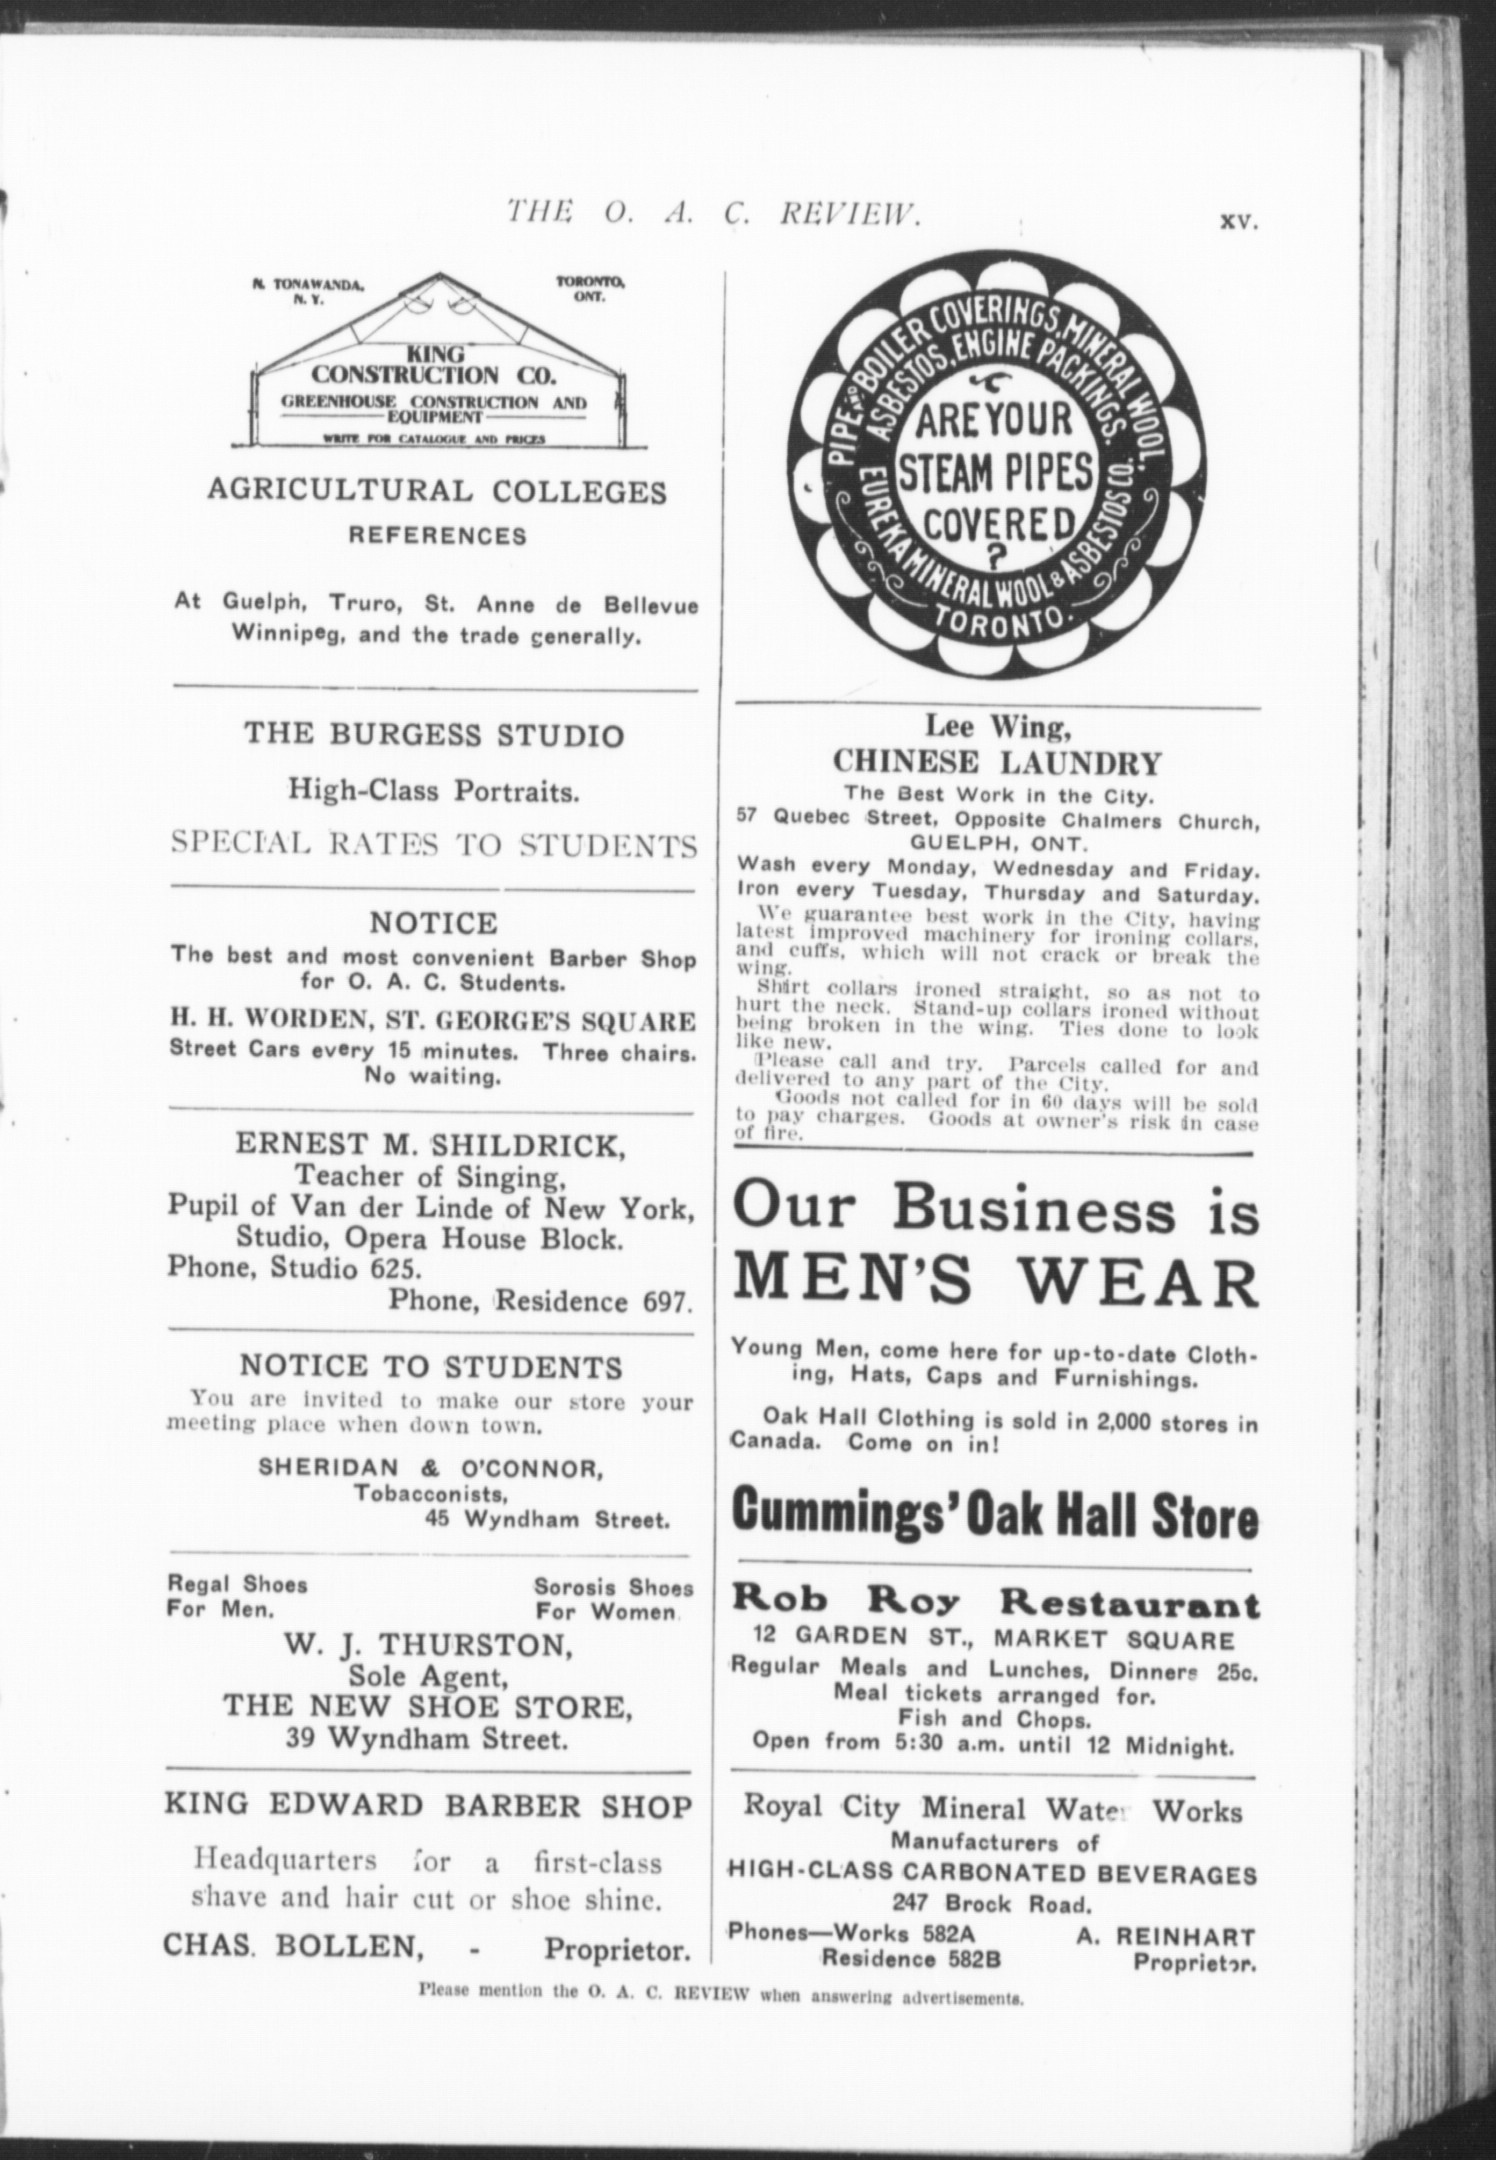 THE O. A. C. REVIEW.
xv.
N. TONAWANDA,
N. Y.
TORONTO,
ONT.
KING
CONSTRUCTION CO.
GREENHOUSE CONSTRUCTION AND
EQUIPMENT
WRITE FOR CATALOGUE AND PRICES
AGRICULTURAL COLLEGES
REFERENCES
At Guelph, Truro, St. Anne de Bellevue
Winnipeg, and the trade generally.
THE BURGESS STUDIO
High-Class Portraits.
SPECIAL RATES TO STUDENTS
NOTICE
The best and most convenient Barber Shop
for O. A. C. Students.
H. H. WORDEN, ST. GEORGE'S SQUARE
Street Cars every 15 minutes. Three chairs.
No waiting.
ERNEST M. SHILDRICK,
Teacher of Singing,
Pupil of Van der Linde of New York,
Studio, Opera House Block.
Phone, Studio 625.
Phone, Residence 697.
NOTICE TO STUDENTS
You are invited to make our store your
meeting place when down town.
SHERIDAN & O'CONNOR,
Tobacconists,
45 Wyndham Street.
Regal Shoes
For Men.
Sorosis Shoes
For Women.
W. J. THURSTON,
Sole Agent,
THE NEW SHOE STORE,
39 Wyndham Street.
KING EDWARD BARBER SHOP
Headquarters for a first-class
shave and hair cut or shoe shine.
CHAS. BOLLEN, - Proprietor.
PIPE AND BOILER COVERINGS, MINERAL WOOL,
ASBESTOS, ENGINE PACKINGS.
ARE YOUR
STEAM PIPES
COVERED
?
EUREKA MINERAL WOOL & ASBESTOS CO.
TORONTO.
Lee Wing,
CHINESE LAUNDRY
The Best Work in the City.
57 Quebec Street, Opposite Chalmers Church,
GUELPH, ONT.
Wash every Monday, Wednesday and Friday.
Iron every Tuesday, Thursday and Saturday.
We guarantee best work in the City, having
latest improved machinery for ironing collars,
and cuffs, which will not crack or break the
wing.
Shirt collars ironed straight, so as not to
hurt the neck. Stand-up collars ironed without
being broken in the wing. Ties done to look
like new.
Please call and try. Parcels called for and
delivered to any part of the City.
Goods not called for in 60 days will be sold
to pay charges. Goods at owner's risk in case
of fire.
Our Business is
MEN'S WEAR
Young Men, come here for up-to-date Cloth-
ing, Hats, Caps and Furnishings.
Oak Hall Clothing is sold in 2,000 stores in
Canada. Come on in!
Cummings' Oak Hall Store
Rob Roy Restaurant
12 GARDEN ST., MARKET SQUARE
Regular Meals and Lunches, Dinners 25c.
Meal tickets arranged for.
Fish and Chops.
Open from 5:30 a.m. until 12 Midnight.
Royal City Mineral Water Works
Manufacturers of
HIGH-CLASS CARBONATED BEVERAGES
247 Brock Road.
Phones—Works 582A
Residence 582B
A. REINHART
Proprietor.
Please mention the O. A. C. REVIEW when answering advertisements.